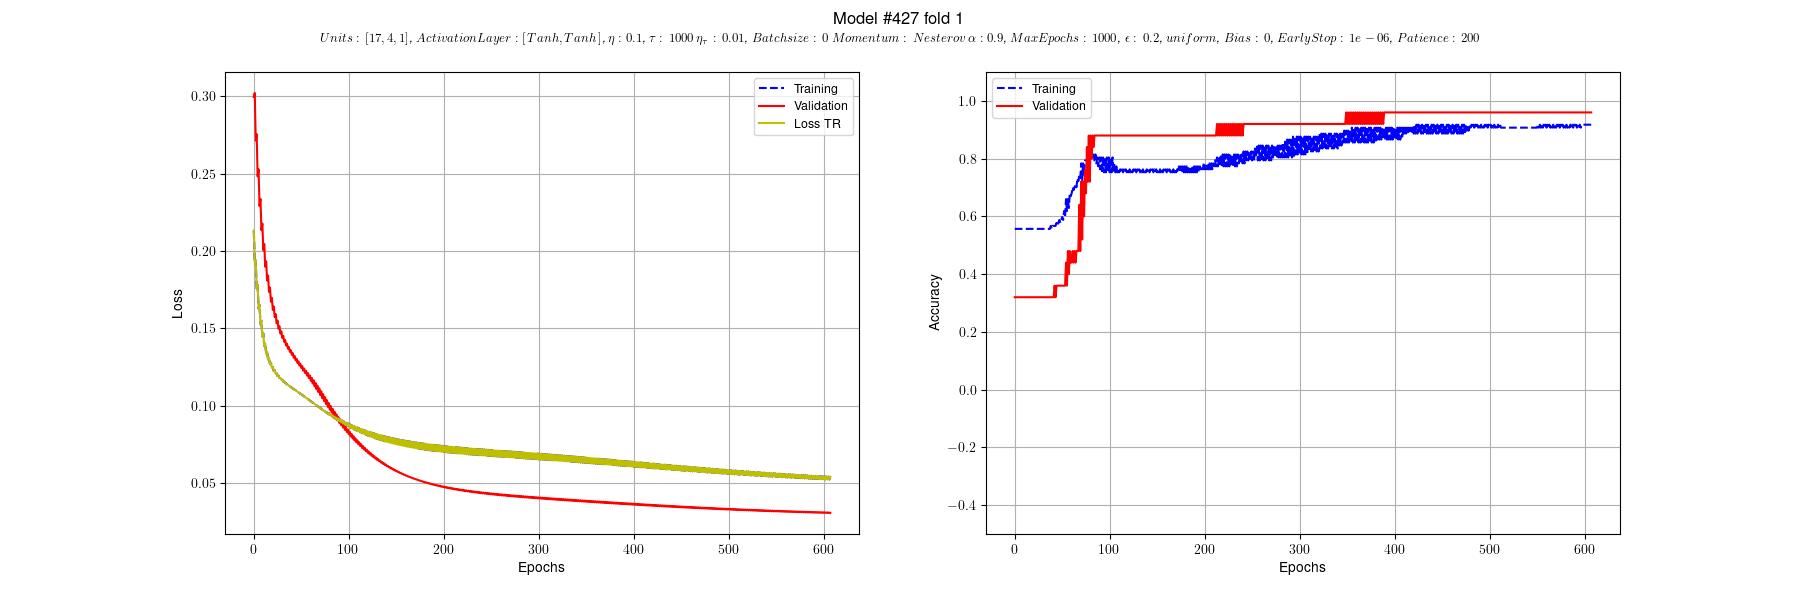 Model #427 fold 1
Units : [17, 4, 1], ActivationLayer : [Tanh, Tanh], η : 0.1, τ : 1000 η_τ : 0.01, Batchsize : 0 Momentum : Nesterov α : 0.9, MaxEpochs : 1000, ϵ : 0.2, uniform, Bias : 0, EarlyStop : 1e − 06, Patience : 200
Training
Validation
Loss TR
0.30
0.25
0.20
0.15
0.10
0.05
Loss
0 100 200 300 400 500 600
Epochs
Training
Validation
1.0
0.8
0.6
0.4
0.2
0.0
−0.2
−0.4
Accuracy
0 100 200 300 400 500 600
Epochs